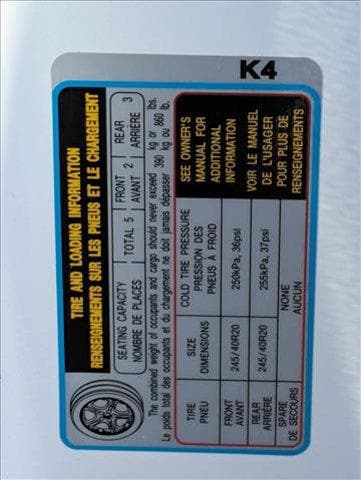 K4
TIRE AND LOADING INFORMATION
RENSEIGNEMENTS SUR LES PNEUS ET LE CHARGEMENT
SEATING CAPACITY
NOMBRE DE PLACES
TOTAL 5
FRONT
AVANT 2
REAR
ARRIÈRE 3
The combined weight of occupants and cargo should never exceed 390 kg or 860 lbs.
Le poids total des occupants et du chargement ne doit jamais dépasser 390 kg ou 860 lb.
TIRE
PNEU
SIZE
DIMENSIONS
COLD TIRE PRESSURE
PRESSION DES
PNEUS À FROID
FRONT
AVANT
245/40R20
250kPa, 36psi
REAR
ARRIÈRE
245/40R20
255kPa, 37psi
SPARE
DE SECOURS
NONE
AUCUN
SEE OWNER'S
MANUAL FOR
ADDITIONAL
INFORMATION
VOIR LE MANUEL
DE L'USAGER
POUR PLUS DE
RENSEIGNEMENTS